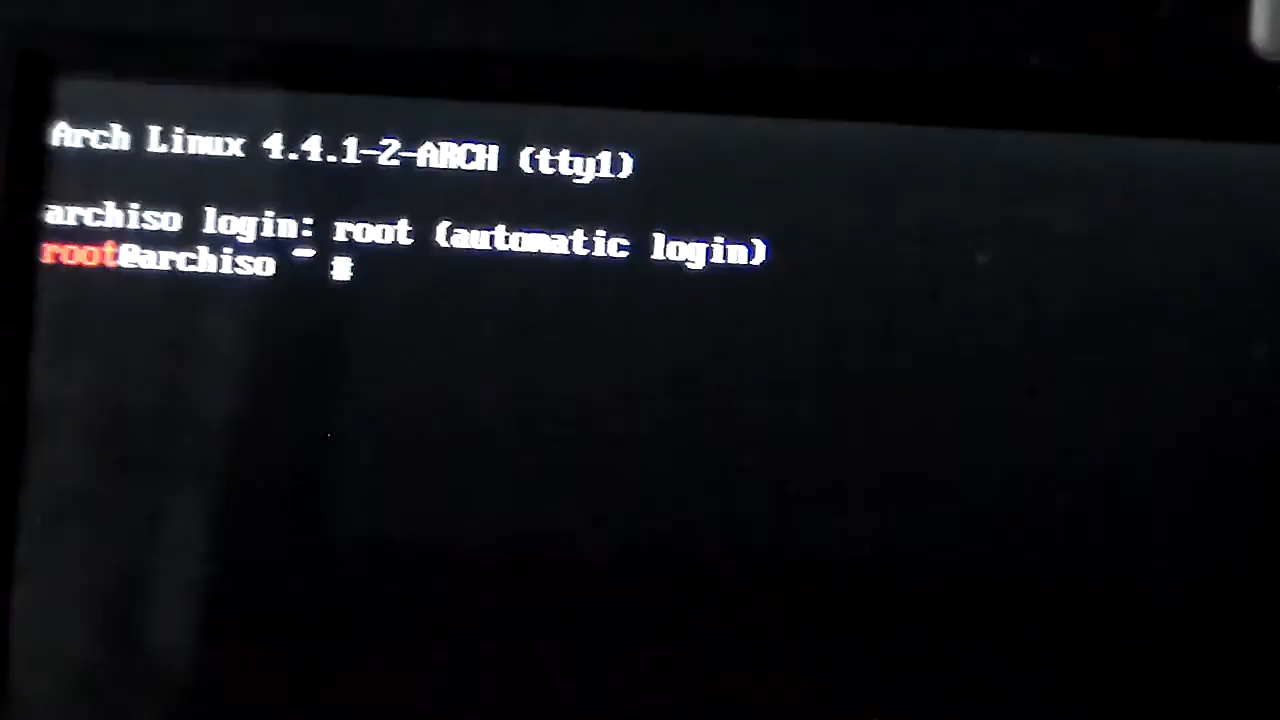 Arch Linux 4.4.1-2-ARCH (tty1)
archiso login: root (automatic login)
root@archiso ~ #